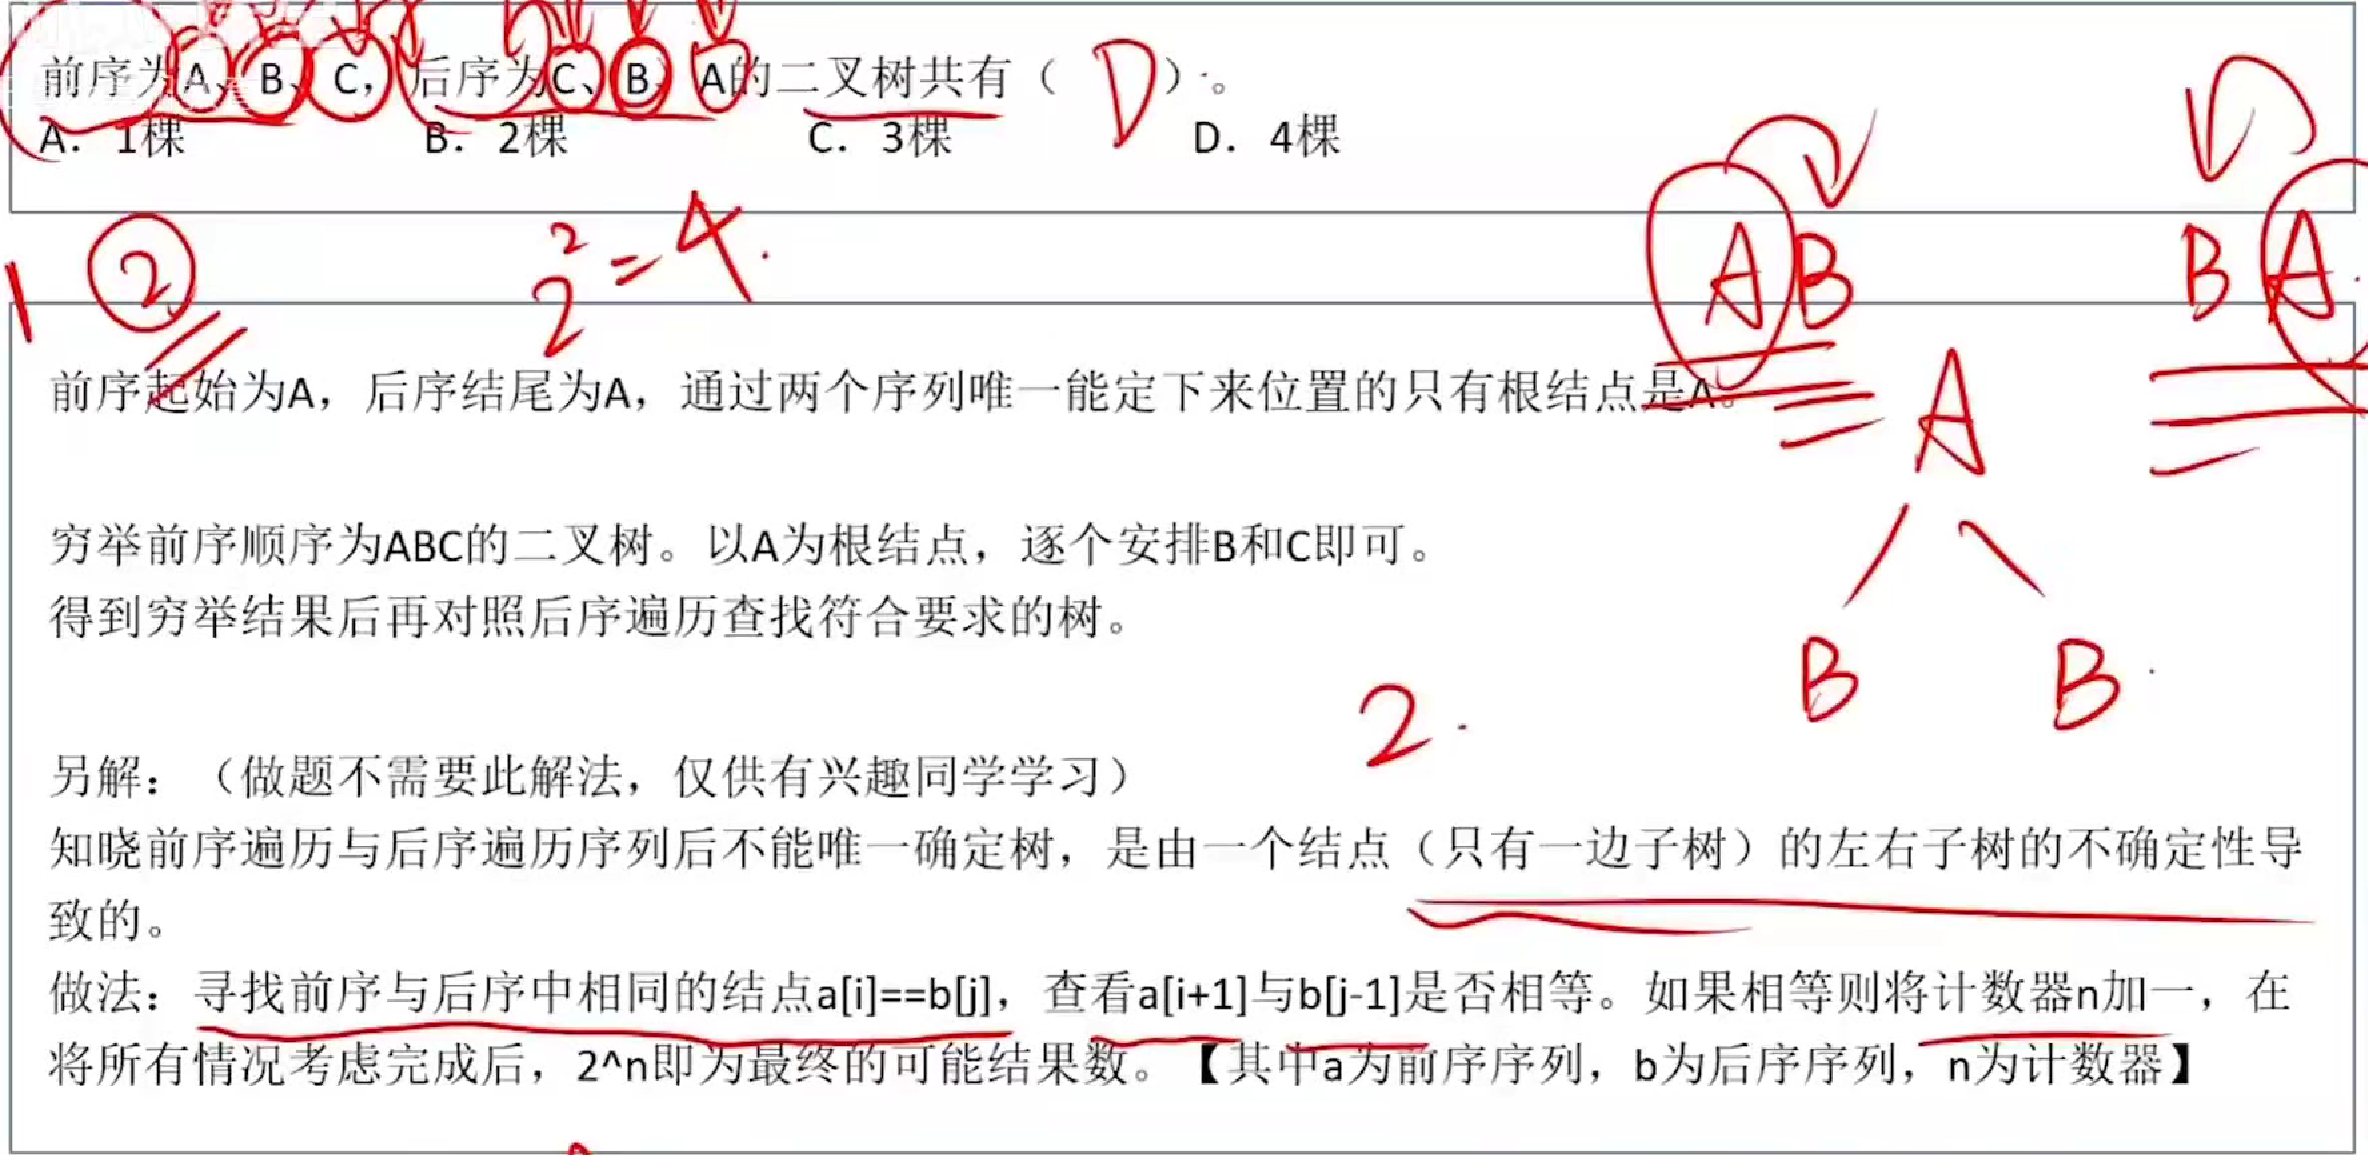 前序为A、B、C，后序为C、B、A的二叉树共有（ D ）。
A. 1棵 B. 2棵 C. 3棵 D. 4棵
1 2
2^2=4
A B
B A
前序起始为A，后序结尾为A，通过两个序列唯一能定下来位置的只有根结点是A。
A
穷举前序顺序为ABC的二叉树。以A为根结点，逐个安排B和C即可。
得到穷举结果后再对照后序遍历查找符合要求的树。
B B
2
另解：（做题不需要此解法，仅供有兴趣同学学习）
知晓前序遍历与后序遍历序列后不能唯一确定树，是由一个结点（只有一边子树）的左右子树的不确定性导
致的。
做法：寻找前序与后序中相同的结点a[i]==b[j]，查看a[i+1]与b[j-1]是否相等。如果相等则将计数器n加一，在
将所有情况考虑完成后，2^n即为最终的可能结果数。【其中a为前序序列，b为后序序列，n为计数器】